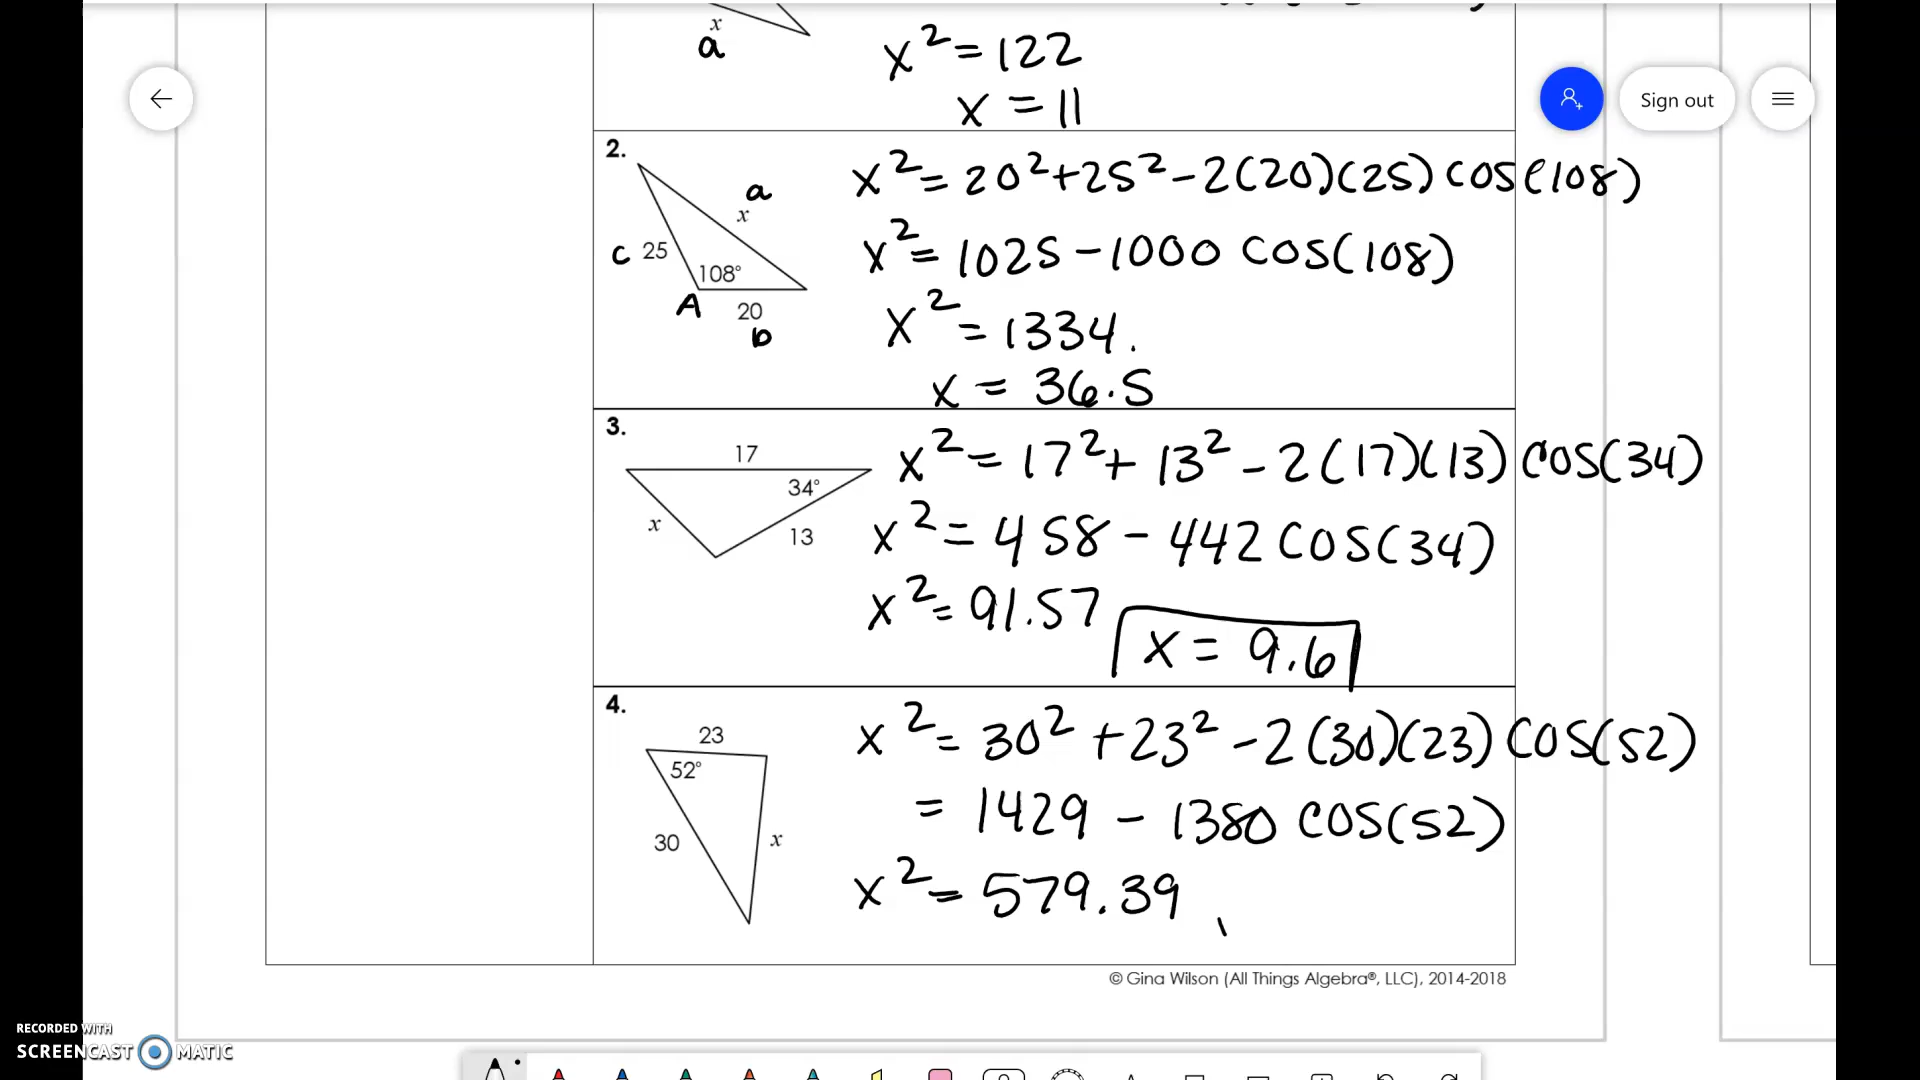 x
a
x² = 122
x = 11
Sign out
2.
a
x
c 25
108°
A
20
b
x² = 20² + 25² - 2(20)(25) cos(108)
x² = 1025 - 1000 cos(108)
x² = 1334.
x = 36.5
3.
17
34°
x
13
x² = 17² + 13² - 2(17)(13) cos(34)
x² = 458 - 442 cos(34)
x² = 91.57
x = 9.6
4.
23
52°
30
x
x² = 30² + 23² - 2(30)(23) cos(52)
= 1429 - 1380 cos(52)
x² = 579.39
© Gina Wilson (All Things Algebra®, LLC), 2014-2018
RECORDED WITH
SCREENCAST MATIC